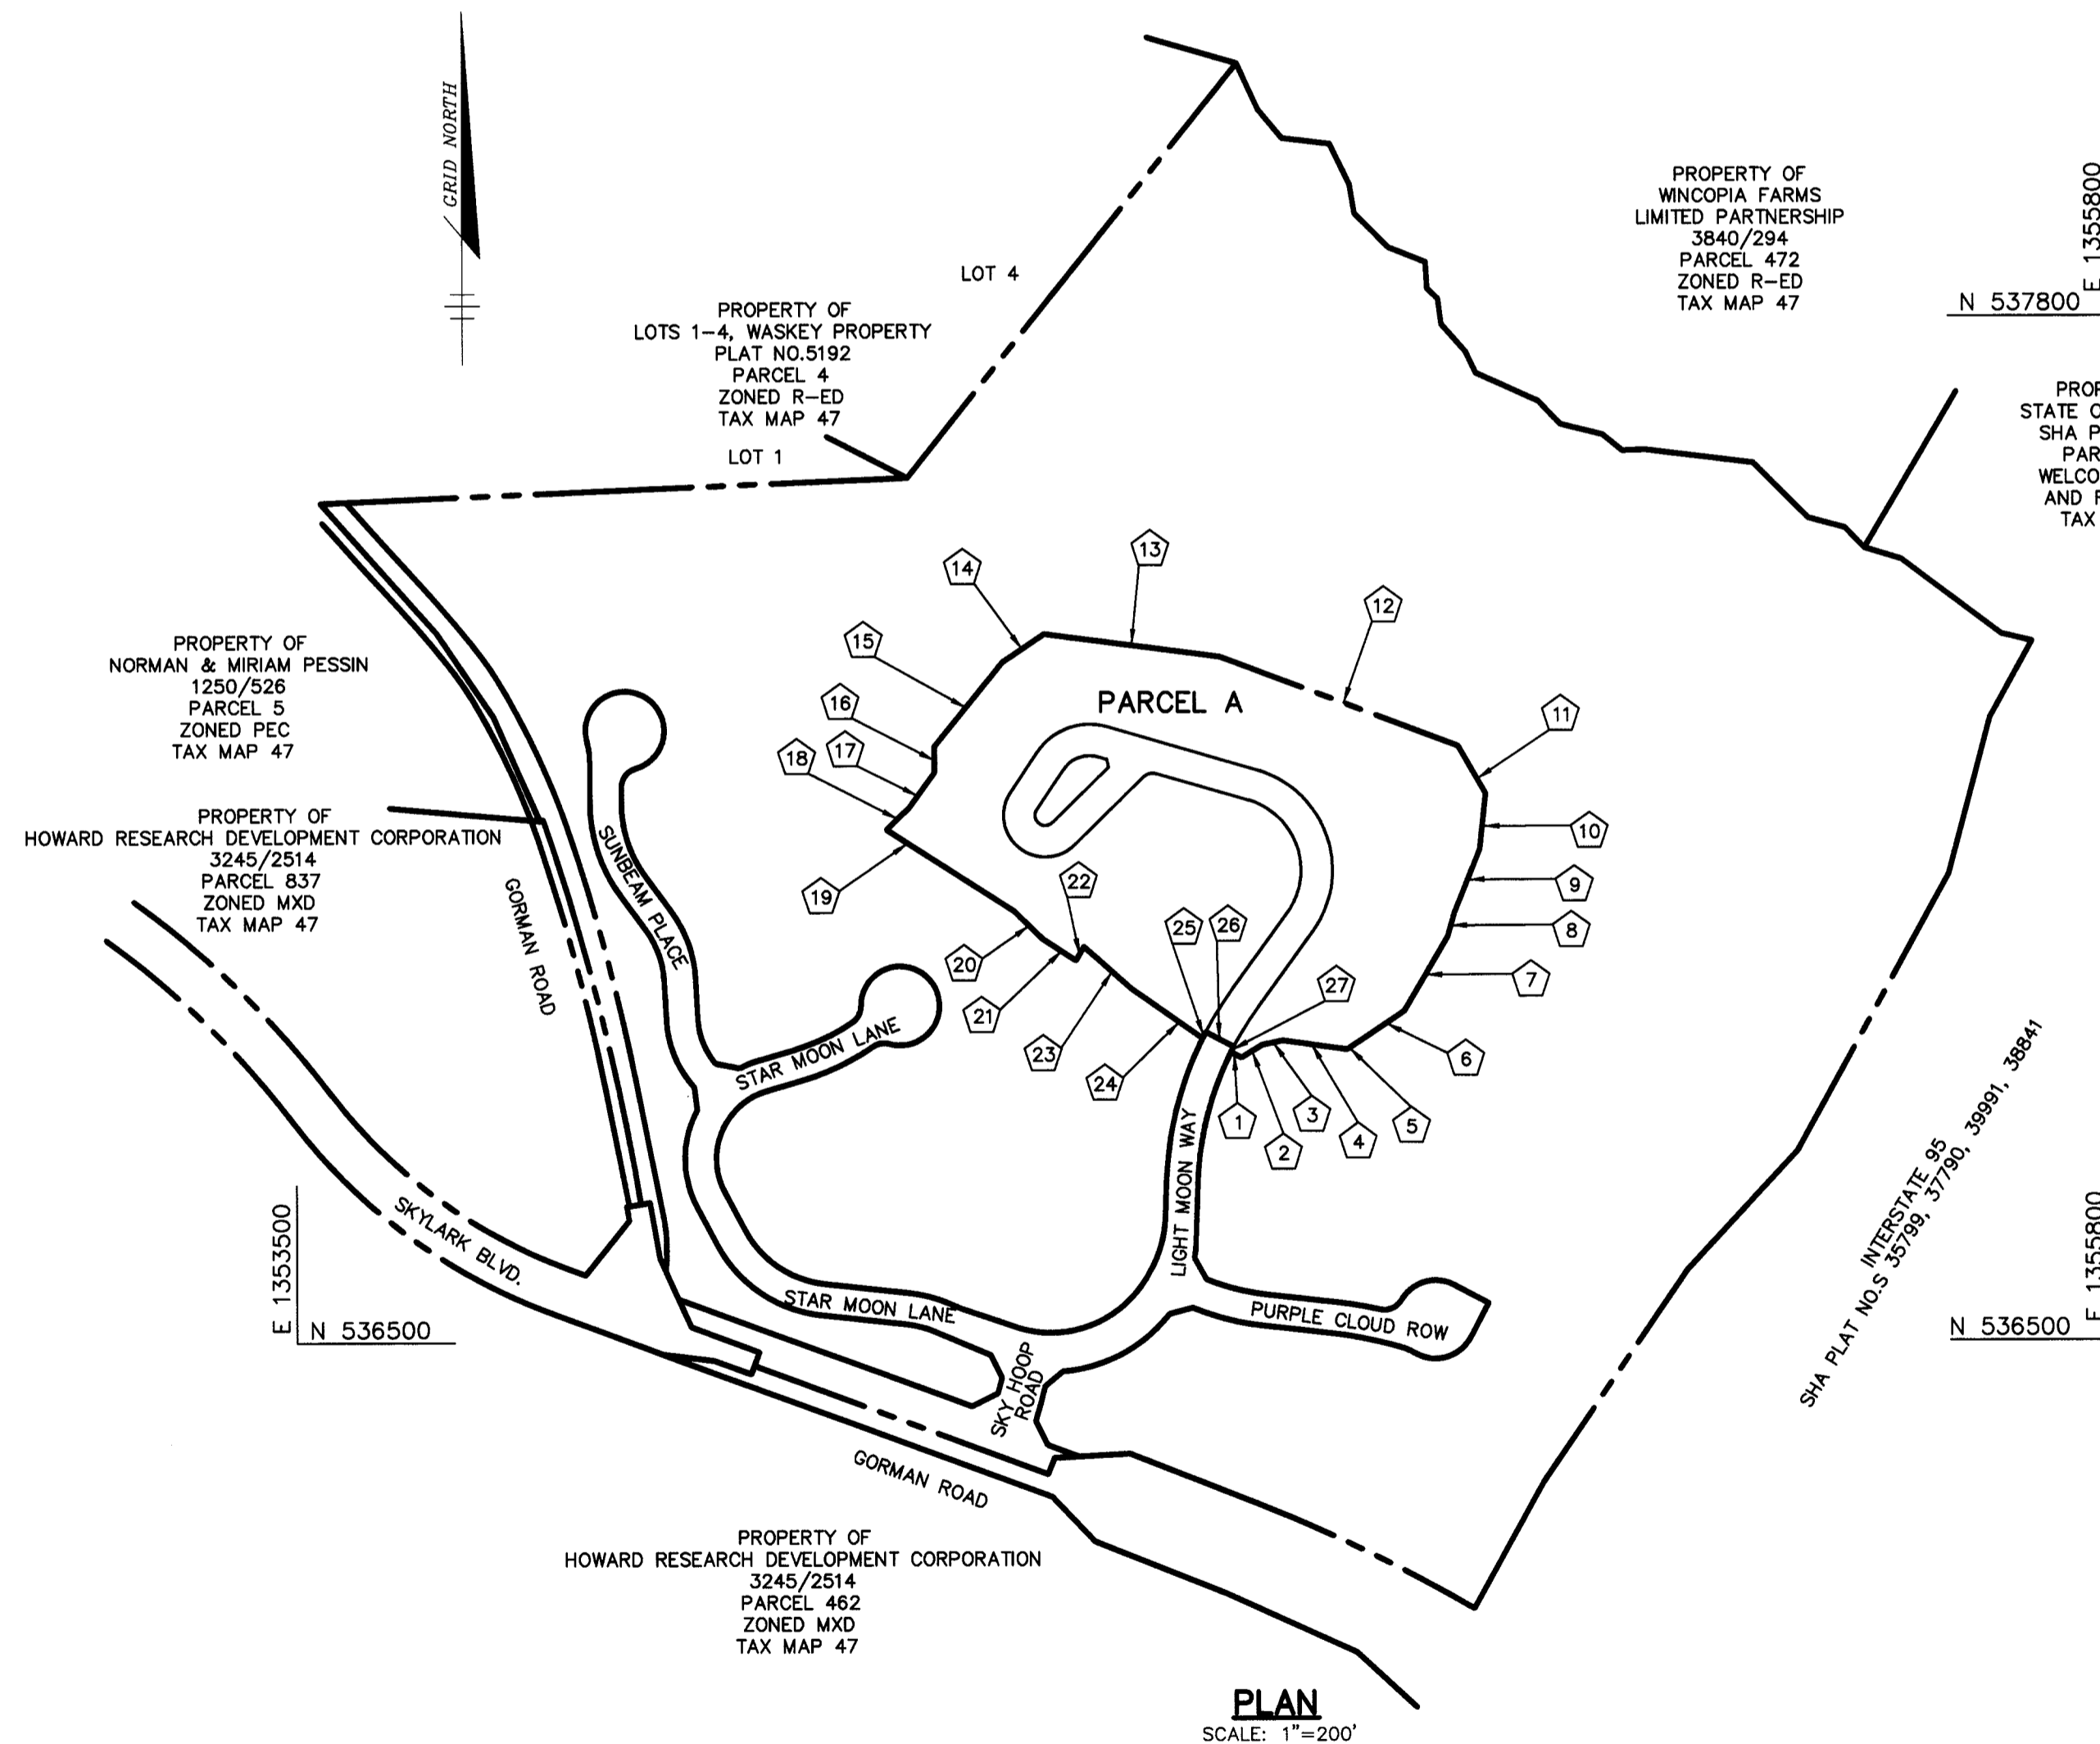 GRID NORTH
PROPERTY OF
WINCOPIA FARMS
LIMITED PARTNERSHIP
3840/294
PARCEL 472
ZONED R-ED
TAX MAP 47
E 1355800
N 537800
LOT 4
PROPERTY OF
LOTS 1-4, WASKEY PROPERTY
PLAT NO.5192
PARCEL 4
ZONED R-ED
TAX MAP 47
LOT 1
PROP
STATE O
SHA P
PAR
WELCO
AND F
TAX
13
14
12
15
16
PARCEL A
11
17
18
PROPERTY OF
NORMAN & MIRIAM PESSIN
1250/526
PARCEL 5
ZONED PEC
TAX MAP 47
PROPERTY OF
HOWARD RESEARCH DEVELOPMENT CORPORATION
3245/2514
PARCEL 837
ZONED MXD
TAX MAP 47
10
9
8
7
6
22
19
25
26
20
21
23
24
27
1
2
3
4
5
SUNBEAM PLACE
GORMAN ROAD
STAR MOON LANE
LIGHT MOON WAY
SKYLARK BLVD.
STAR MOON LANE
PURPLE CLOUD ROW
SKY HOOP
ROAD
GORMAN ROAD
E 1353500
N 536500
INTERSTATE 95
SHA PLAT NO.S 35799, 37790, 39991, 38841
E 1355800
N 536500
PROPERTY OF
HOWARD RESEARCH DEVELOPMENT CORPORATION
3245/2514
PARCEL 462
ZONED MXD
TAX MAP 47
PLAN
SCALE: 1"=200'